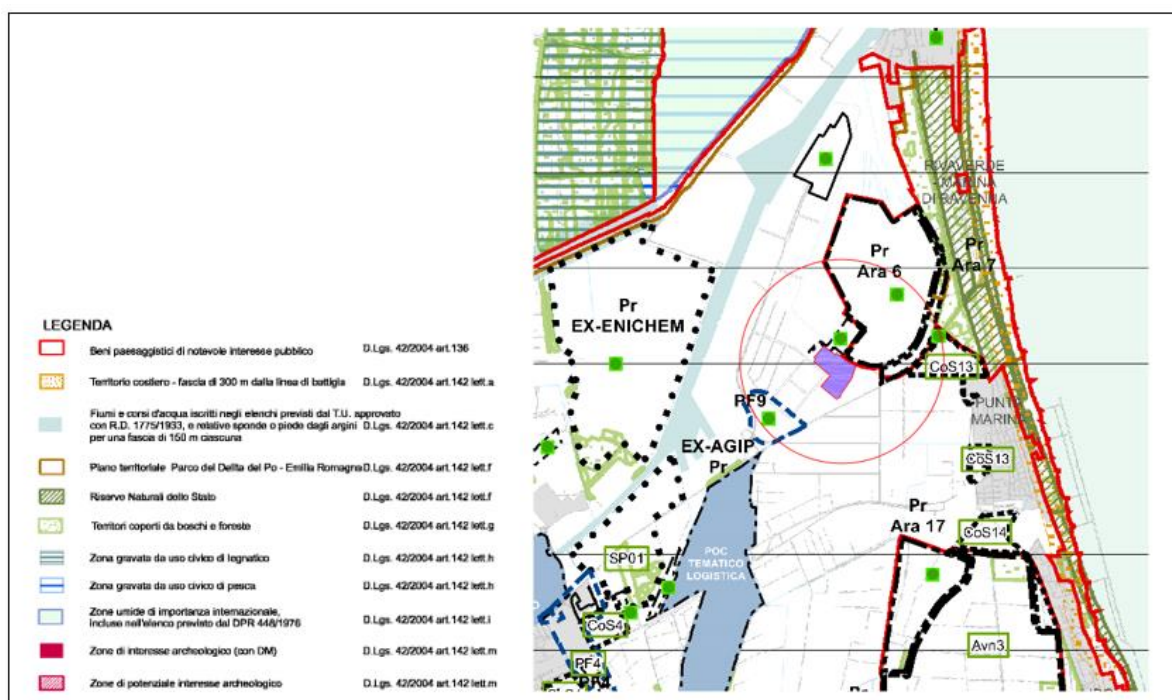 LEGENDA
Beni paesaggistici di notevole interesse pubblico D.Lgs. 42/2004 art.136
Territorio costiero - fascia di 300 m dalla linea di battigia D.Lgs. 42/2004 art.142 lett.a
Fiumi e corsi d'acqua iscritti negli elenchi previsti dal T.U. approvato
con R.D. 1775/1933, e relative sponde o piede degli argini D.Lgs. 42/2004 art.142 lett.c
per una fascia di 150 m ciascuna
Piano territoriale Parco del Delta del Po - Emilia Romagna D.Lgs. 42/2004 art.142 lett.f
Riserve Naturali dello Stato D.Lgs. 42/2004 art.142 lett.f
Territori coperti da boschi e foreste D.Lgs. 42/2004 art.142 lett.g
Zona gravata da uso civico di legnatico D.Lgs. 42/2004 art.142 lett.h
Zona gravata da uso civico di pesca D.Lgs. 42/2004 art.142 lett.h
Zone umide di importanza internazionale,
incluse nell'elenco previsto dal DPR 448/1976 D.Lgs. 42/2004 art.142 lett.i
Zone di interesse archeologico (con DM) D.Lgs. 42/2004 art.142 lett.m
Zone di potenziale interesse archeologico D.Lgs. 42/2004 art.142 lett.m
RIVAVERDE
MARINA
DI RAVENNA
Pr
Ara 6
Pr
Ara 7
Pr
EX-ENICHEM
CoS13
PUNTA
MARINA
PF9
EX-AGIP
Pr
CoS13
Pr
Ara 17
CoS14
SP01
POC
TEMATICO
LOGISTICA
CoS4
PF4
Avn3